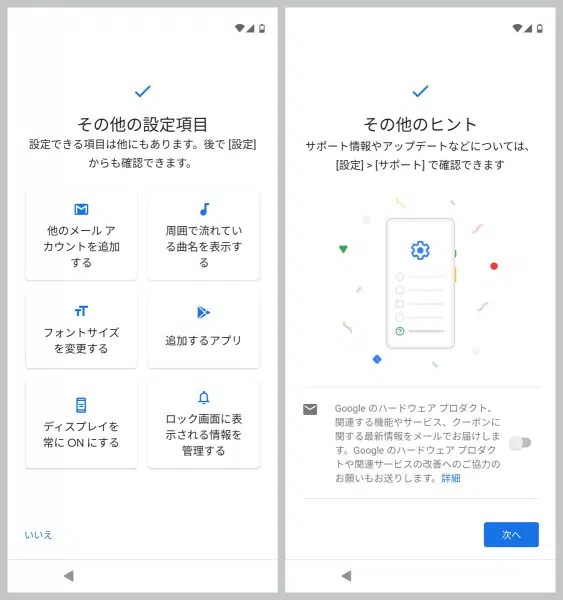 その他の設定項目
設定できる項目は他にもあります。後で [設定]
からも確認できます。
他のメール ア
カウントを追加
する
周囲で流れてい
る曲名を表示す
る
フォントサイズ
を変更する
追加するアプリ
ディスプレイを
常に ON にする
ロック画面に表
示される情報を
管理する
いいえ
その他のヒント
サポート情報やアップデートなどについては、
[設定] > [サポート] で確認できます
Google のハードウェア プロダクト、
関連する機能やサービス、クーポンに
関する最新情報をメールでお届けしま
す。Google のハードウェア プロダク
トや関連サービスの改善へのご協力の
お願いもお送りします。詳細
次へ